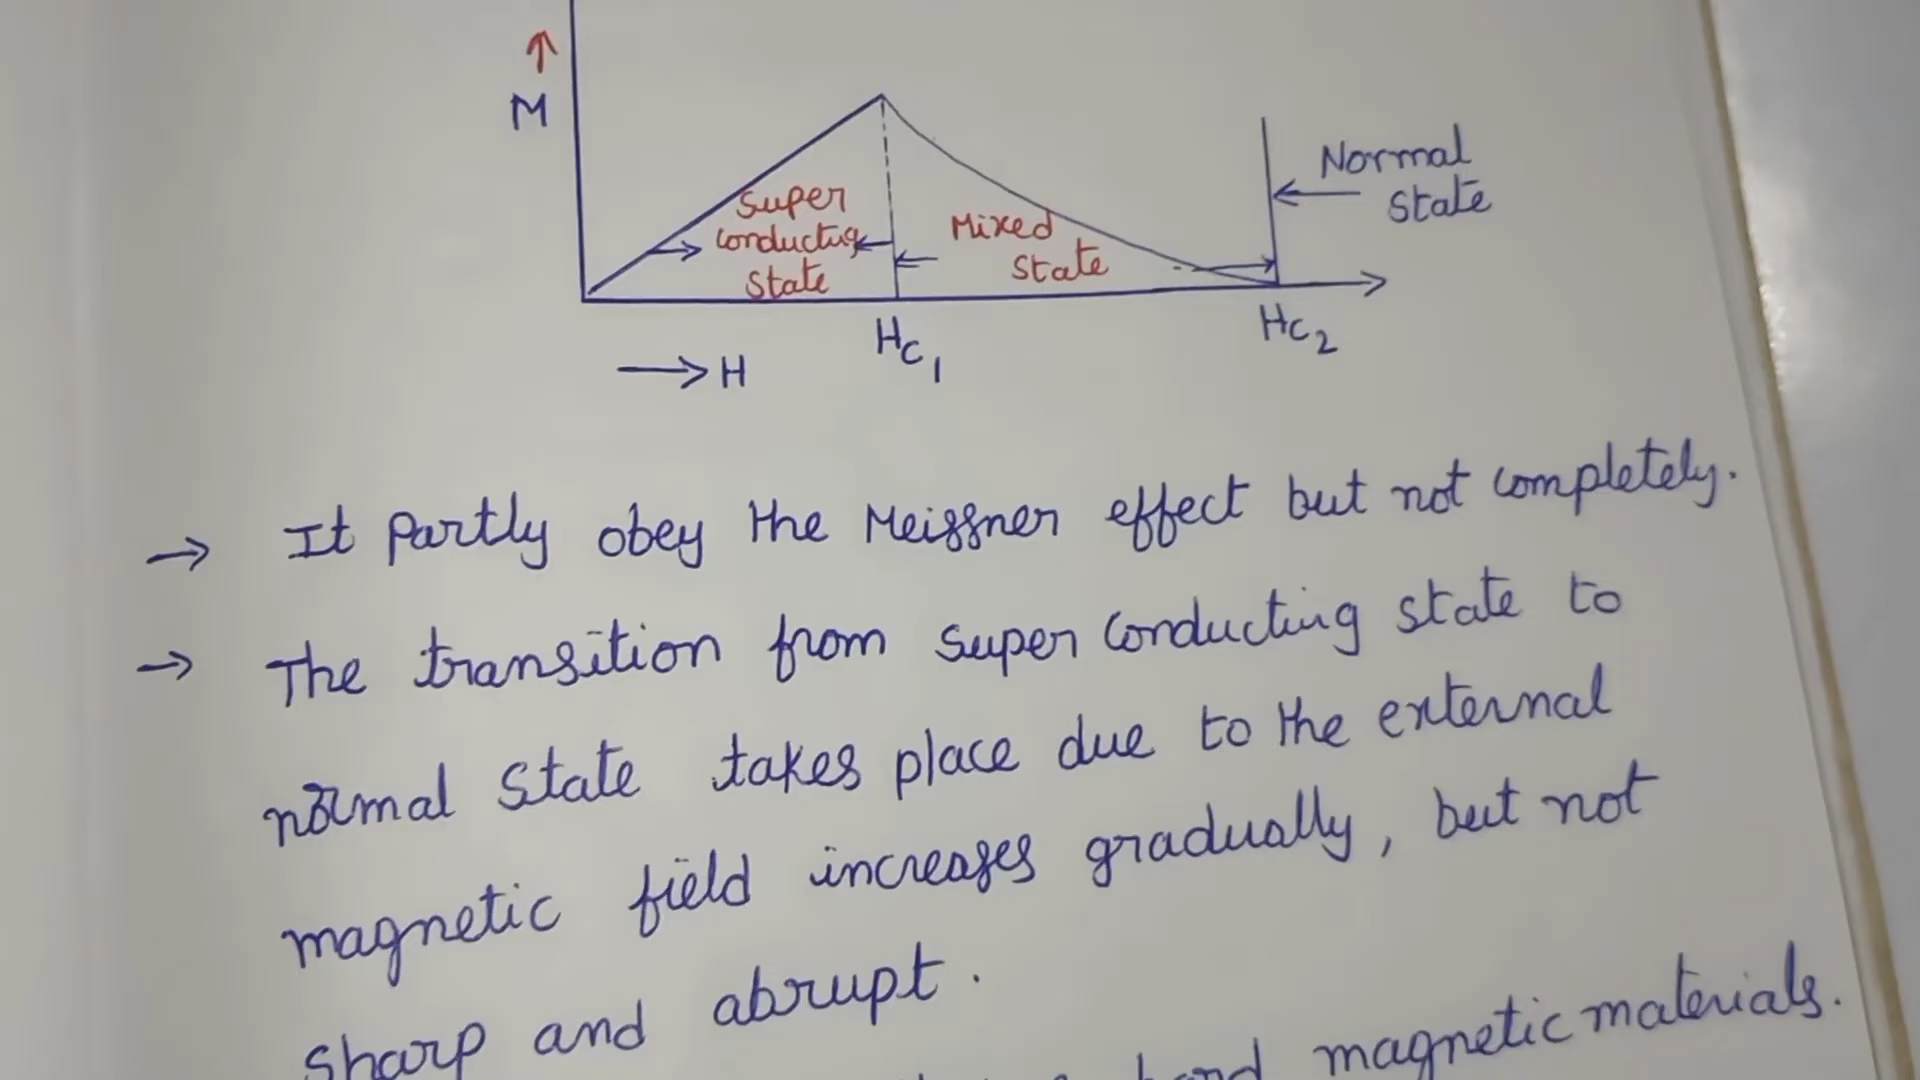 ↑
M
Super
conducting
State
Mixed
State
Normal
State
Hc1
Hc2
→ H
→ It Partly obey the Meissner effect but not completely.
→ The transition from Super Conducting state to
normal State takes place due to the external
magnetic field increases gradually, but not
sharp and abrupt.
hard magnetic materials.